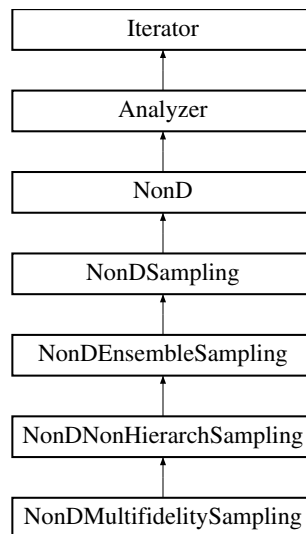 Iterator
Analyzer
NonD
NonDSampling
NonDEnsembleSampling
NonDNonHierarchSampling
NonDMultifidelitySampling